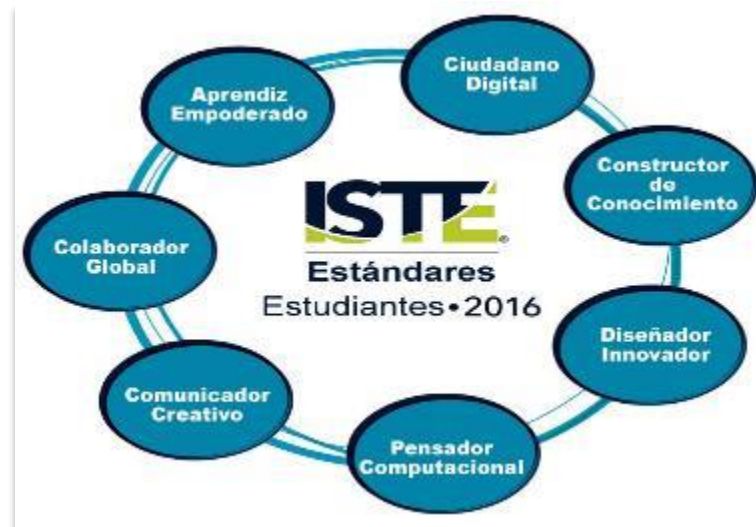 Ciudadano
Digital
Aprendiz
Empoderado
Constructor
de
Conocimiento
ISTE®
Colaborador
Global
Estándares
Estudiantes•2016
Diseñador
Innovador
Comunicador
Creativo
Pensador
Computacional